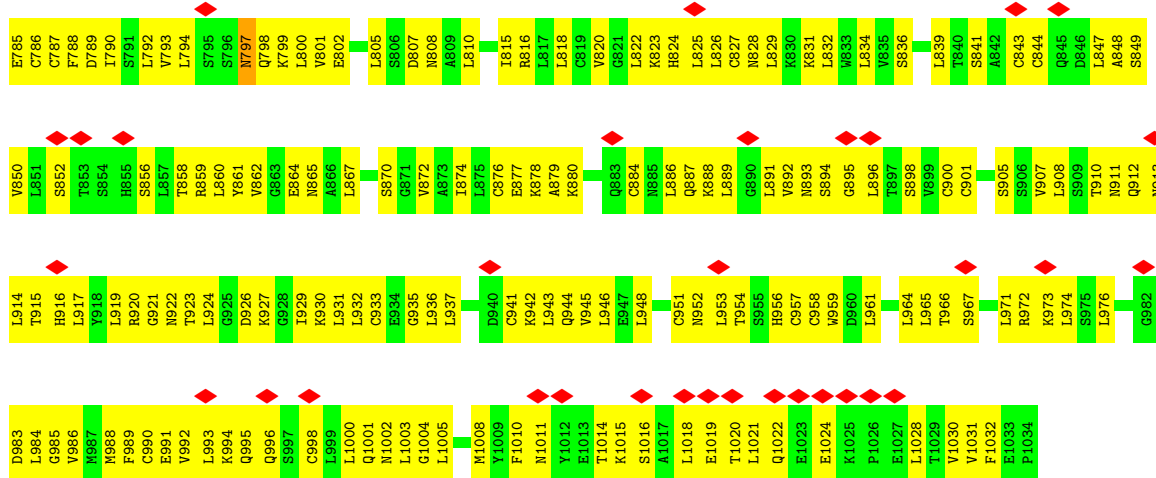 E785 C786 C787 F788 D789 I790 S791 L792 V793 L794 S795 S796 N797 Q798 K799 L800 V801 E802 L805 S806 D807 N808 A809 L810 I815 R816 L817 L818 C819 V820 G821 L822 K823 H824 L825 L826 C827 N828 L829 K830 K831 L832 W833 L834 V835 S836 L839 T840 S841 A842 C843 C844 Q845 D846 L847 A848 S849
V850 L851 S852 T853 S854 H855 S856 L857 T858 R859 L860 Y861 V862 G863 E864 N865 A866 L867 S870 G871 V872 A873 I874 L875 C876 E877 K878 A879 K880 Q883 C884 N885 L886 Q887 K888 L889 G890 L891 V892 N893 S894 G895 L896 T897 S898 V899 C900 C901 S905 S906 V907 L908 S909 T910 N911 Q912
L914 T915 H916 L917 Y918 L919 R920 G921 N922 T923 L924 G925 D926 K927 G928 I929 K930 L931 L932 C933 E934 G935 L936 L937 D940 C941 K942 L943 Q944 V945 L946 E947 L948 C951 N952 L953 T954 S955 H956 C957 C958 W959 D960 L961 L964 L965 T966 S967 L971 R972 K973 L974 S975 L976 G982
D983 L984 G985 V986 M987 M988 F989 C990 E991 V992 L993 K994 Q995 Q996 S997 C998 L999 L1000 Q1001 N1002 L1003 G1004 L1005 M1008 Y1009 F1010 N1011 Y1012 E1013 T1014 K1015 S1016 A1017 L1018 E1019 T1020 L1021 Q1022 E1023 E1024 K1025 P1026 E1027 L1028 T1029 V1030 V1031 F1032 E1033 P1034